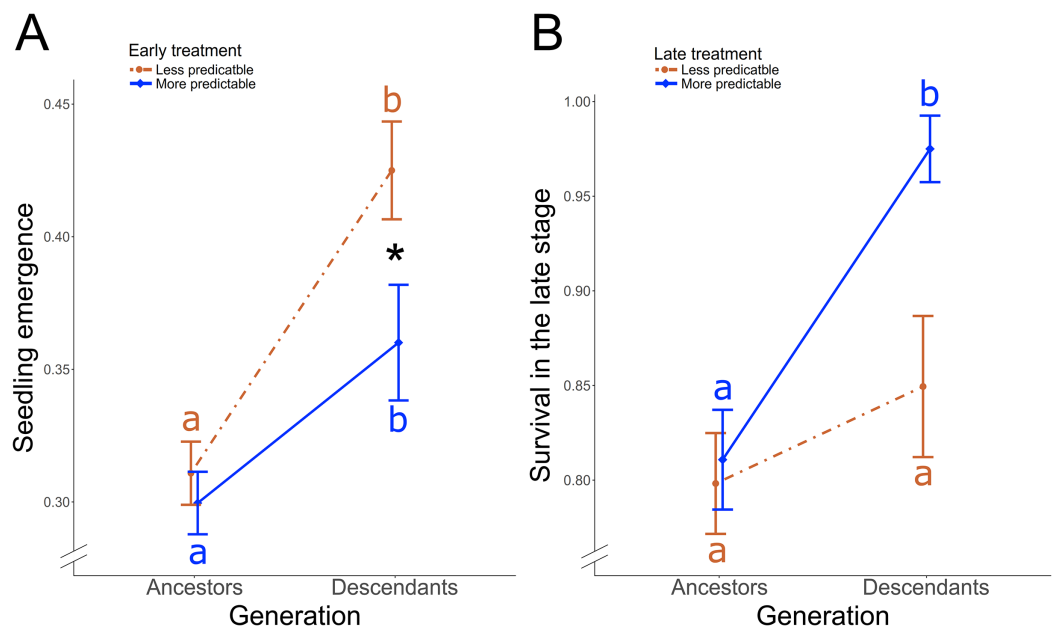 A
Early treatment
Less predicatble
More predictable
0.45
0.40
0.35
0.30
Seedling emergence
b
*
b
a
a
Ancestors
Descendants
Generation
B
Late treatment
Less predicatble
More predictable
1.00
0.95
0.90
0.85
0.80
Survival in the late stage
b
a
a
a
Ancestors
Descendants
Generation